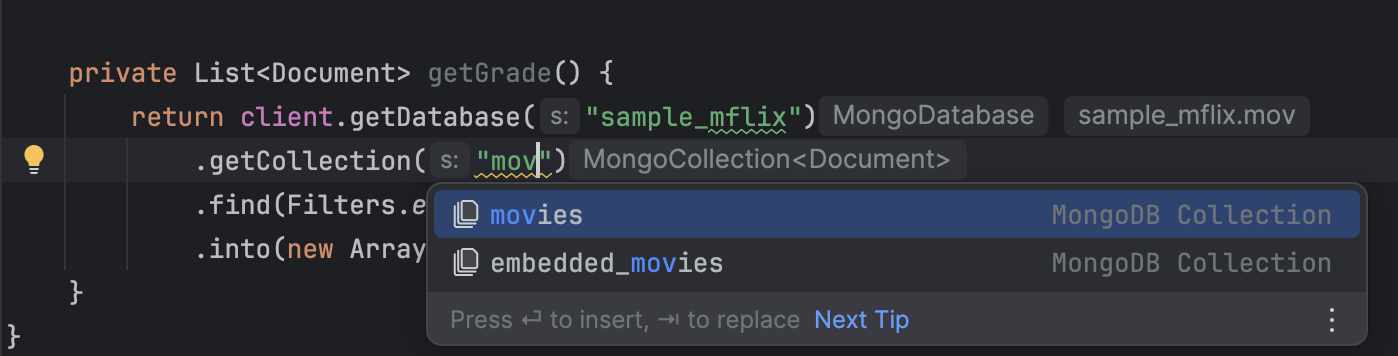 private List<Document> getGrade() {
return client.getDatabase( s: "sample_mflix") MongoDatabase sample_mflix.mov
.getCollection( s: "mov") MongoCollection<Document>
.find(Filters.e
movies MongoDB Collection
.into(new Array
embedded_movies MongoDB Collection
}
Press ⏎ to insert, ⇥ to replace Next Tip
}